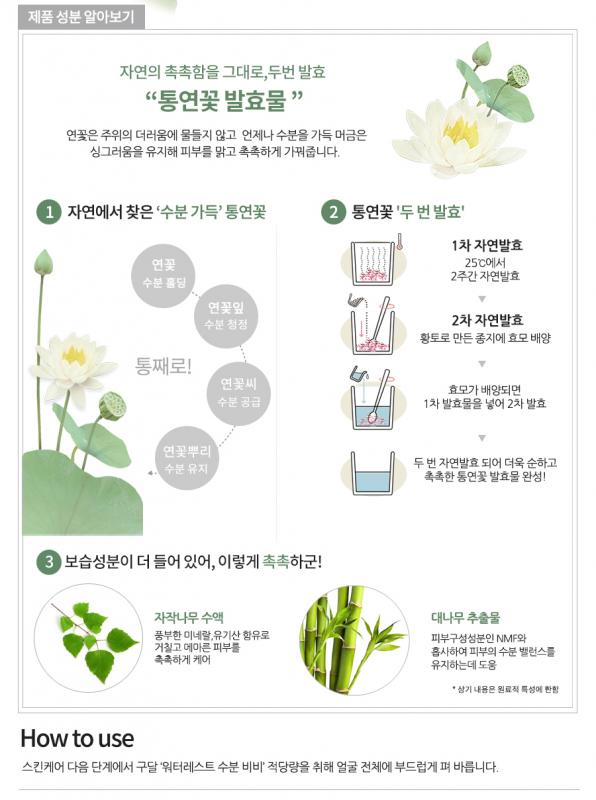 제품 성분 알아보기
자연의 촉촉함을 그대로,두번 발효
“통연꽃 발효물 ”
연꽃은 주위의 더러움에 물들지 않고 언제나 수분을 가득 머금은
싱그러움을 유지해 피부를 맑고 촉촉하게 가꿔줍니다.
1 자연에서 찾은 ‘수분 가득’ 통연꽃
연꽃
수분 홀딩
연꽃잎
수분 청정
통째로!
연꽃씨
수분 공급
연꽃뿌리
수분 유지
2 통연꽃 '두 번 발효'
1차 자연발효
25℃에서
2주간 자연발효
2차 자연발효
황토로 만든 종지에 효모 배양
효모가 배양되면
1차 발효물을 넣어 2차 발효
두 번 자연발효 되어 더욱 순하고
촉촉한 통연꽃 발효물 완성!
3 보습성분이 더 들어 있어, 이렇게 촉촉하군!
자작나무 수액
풍부한 미네랄,유기산 함유로
거칠고 메마른 피부를
촉촉하게 케어
대나무 추출물
피부구성성분인 NMF와
흡사하여 피부의 수분 밸런스를
유지하는데 도움
* 상기 내용은 원료적 특성에 한함
How to use
스킨케어 다음 단계에서 구달 ‘워터레스트 수분 비비’ 적당량을 취해 얼굴 전체에 부드럽게 펴 바릅니다.